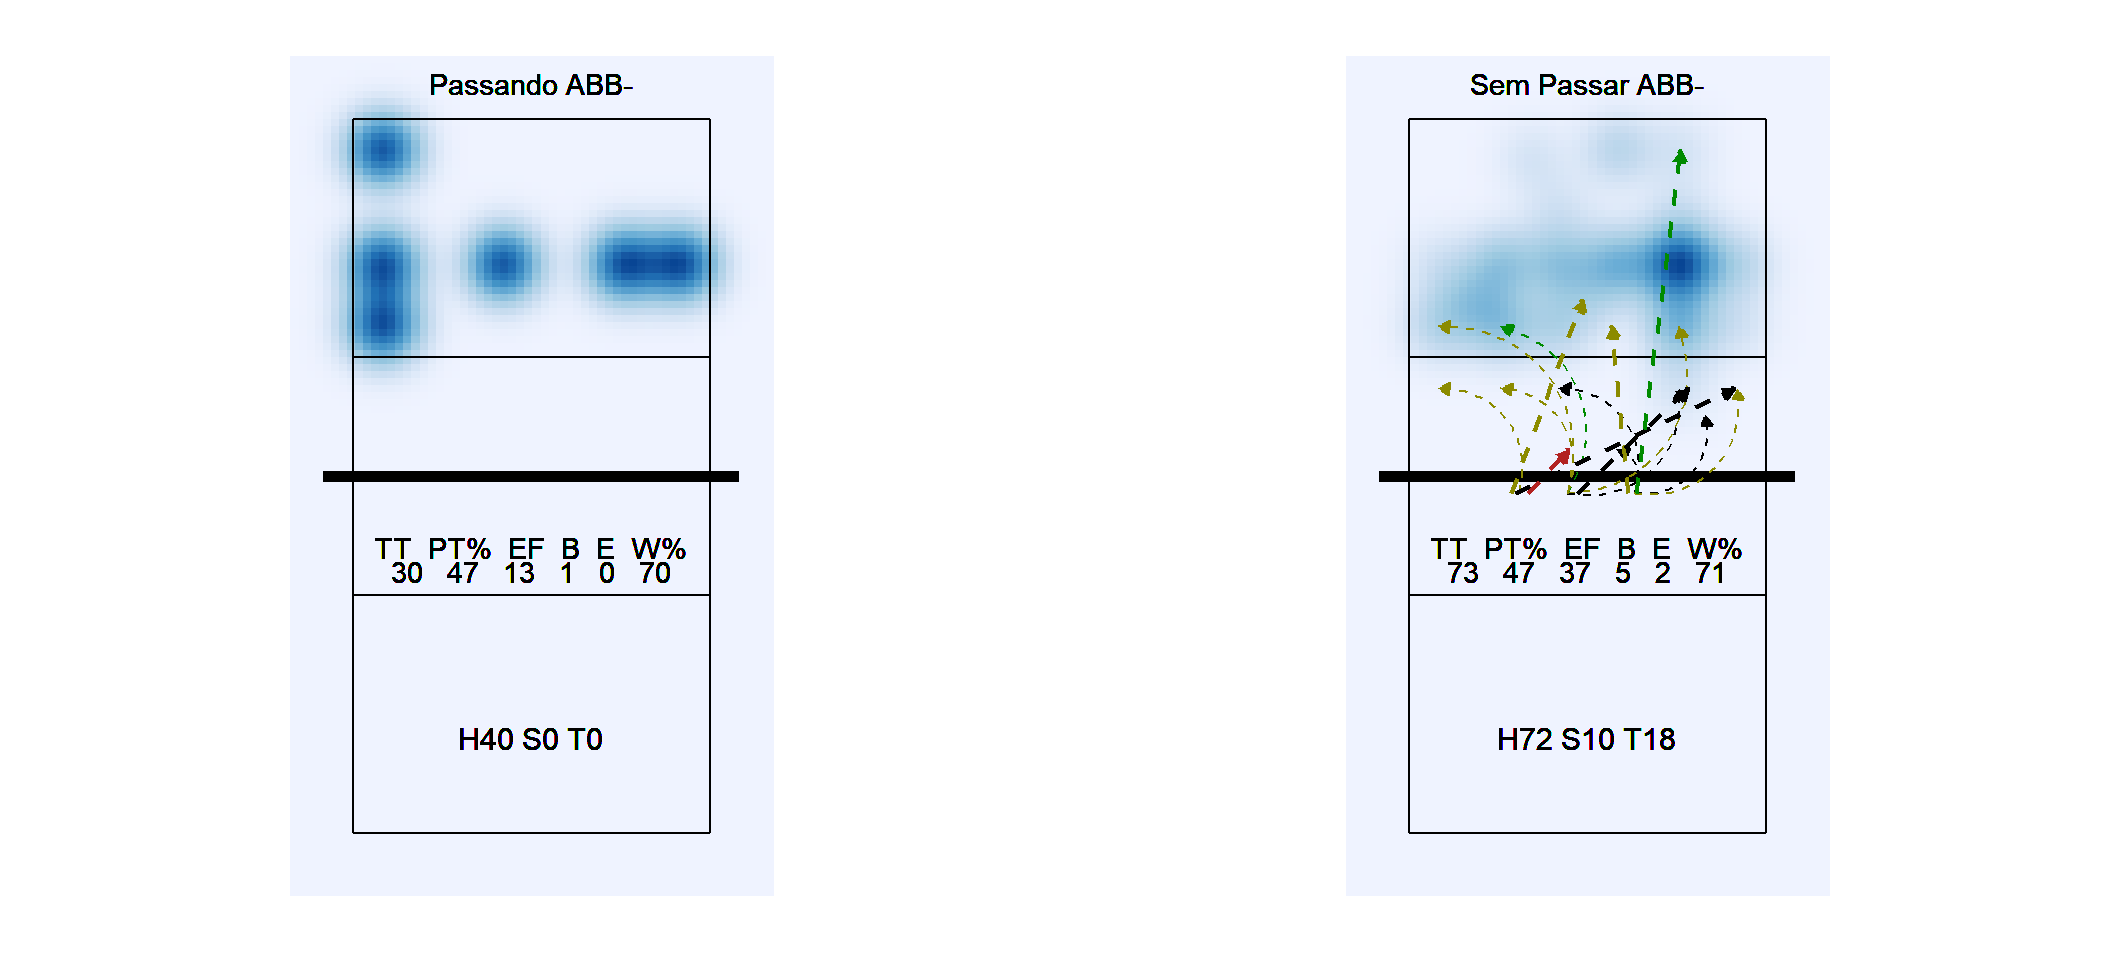 Passando ABB-
TT PT% EF B E W%
30 47 13 1 0 70
H40 S0 T0
Sem Passar ABB-
TT PT% EF B E W%
73 47 37 5 2 71
H72 S10 T18